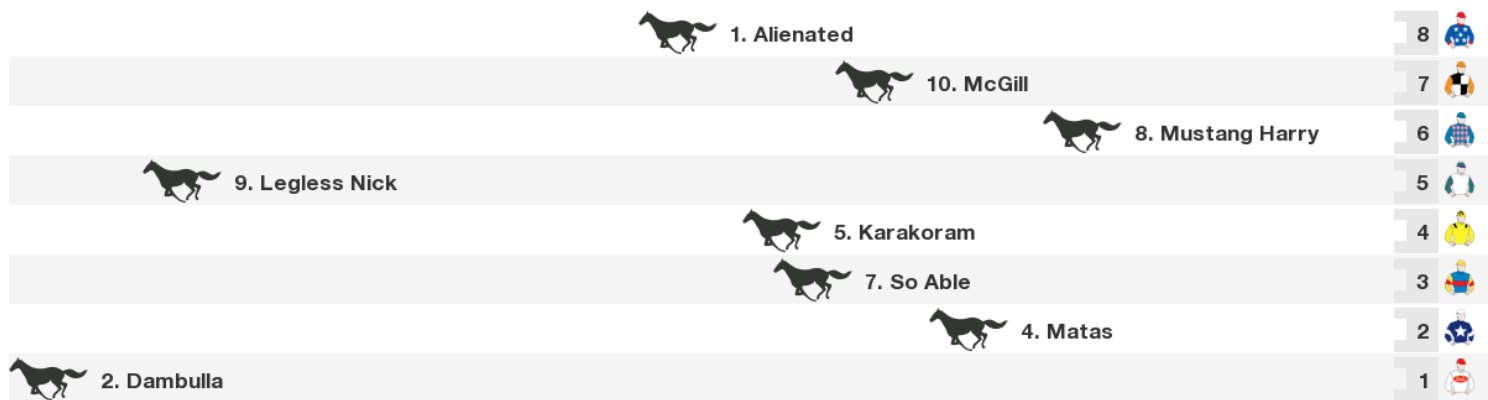 1. Alienated 8
10. McGill 7
8. Mustang Harry 6
9. Legless Nick 5
5. Karakoram 4
7. So Able 3
4. Matas 2
2. Dambulla 1